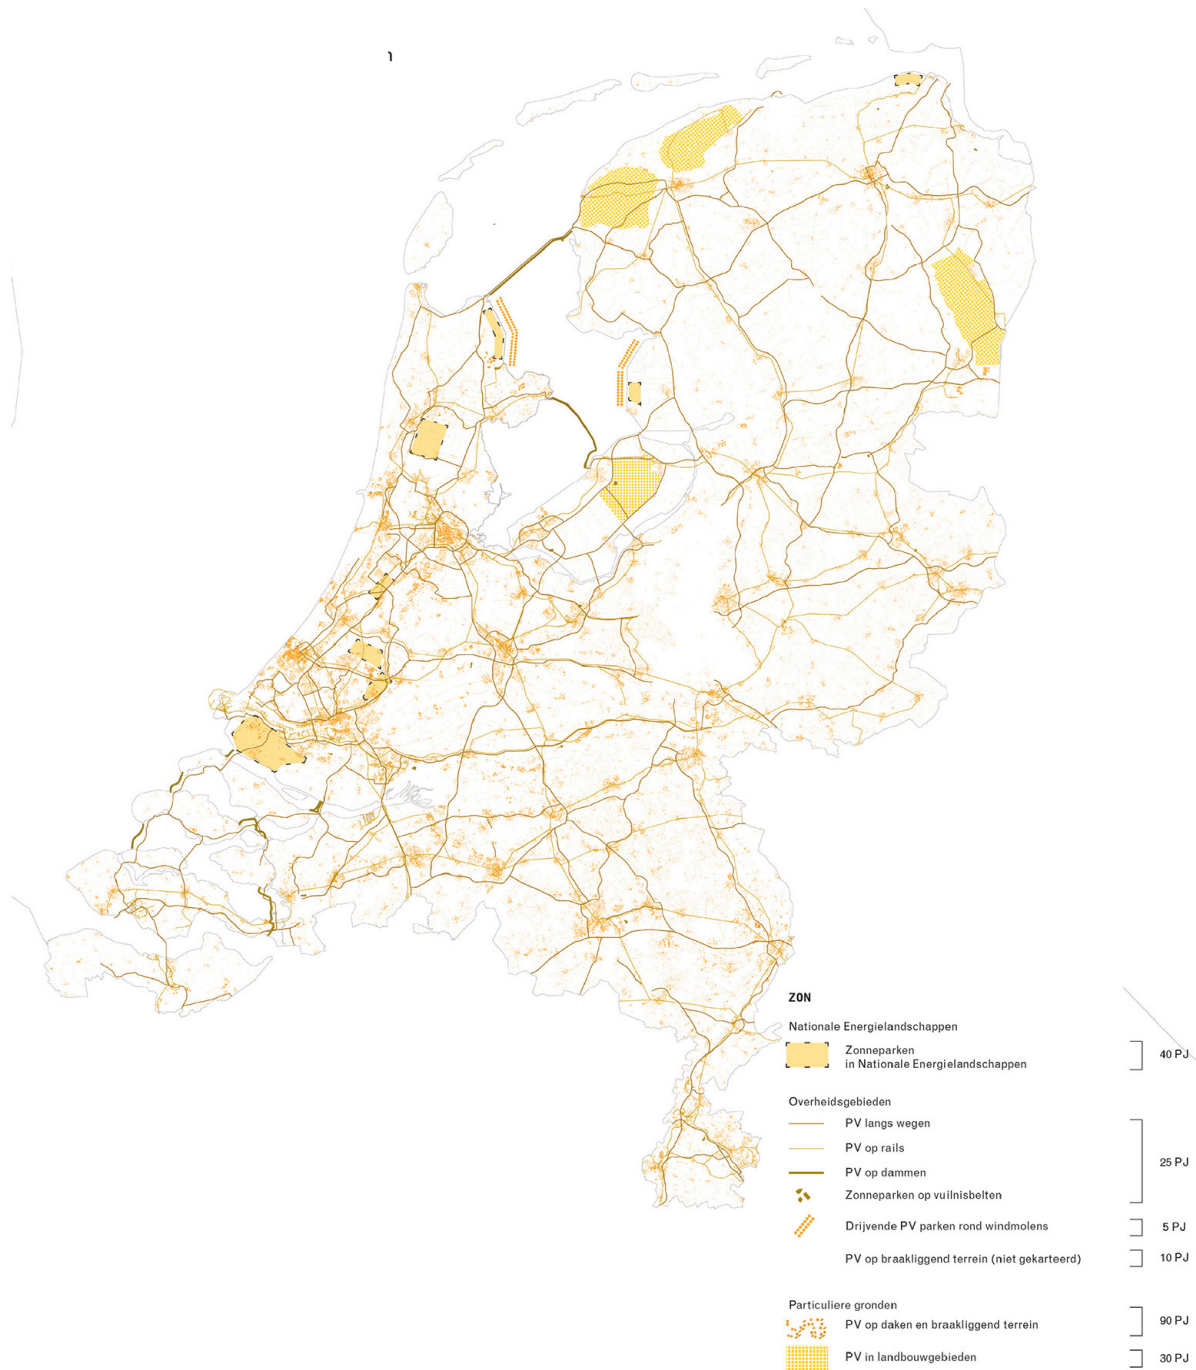 ZON
Nationale Energielandschappen
Zonneparken
in Nationale Energielandschappen
40 PJ
Overheidsgebieden
PV langs wegen
PV op rails
25 PJ
PV op dammen
Zonneparken op vuilnisbelten
Drijvende PV parken rond windmolens
5 PJ
PV op braakliggend terrein (niet gekarteerd)
10 PJ
Particuliere gronden
PV op daken en braakliggend terrein
90 PJ
PV in landbouwgebieden
30 PJ